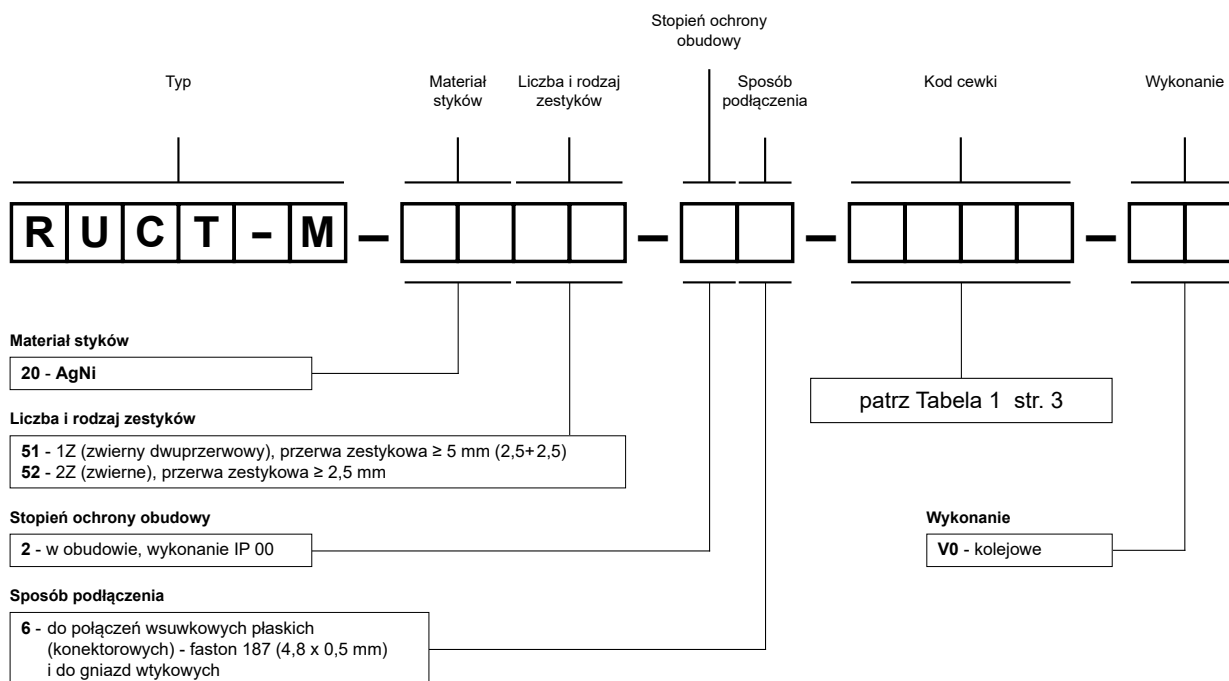 Stopień ochrony
obudowy
Typ
Materiał
styków
Liczba i rodzaj
zestyków
Sposób
podłączenia
Kod cewki
Wykonanie
R U C T - M – – – –
Materiał styków
20 - AgNi
patrz Tabela 1 str. 3
Liczba i rodzaj zestyków
51 - 1Z (zwierny dwuprzerwowy), przerwa zestykowa ≥ 5 mm (2,5+2,5)
52 - 2Z (zwierne), przerwa zestykowa ≥ 2,5 mm
Stopień ochrony obudowy
2 - w obudowie, wykonanie IP 00
Wykonanie
V0 - kolejowe
Sposób podłączenia
6 - do połączeń wsuwkowych płaskich
(konektorowych) - faston 187 (4,8 x 0,5 mm)
i do gniazd wtykowych